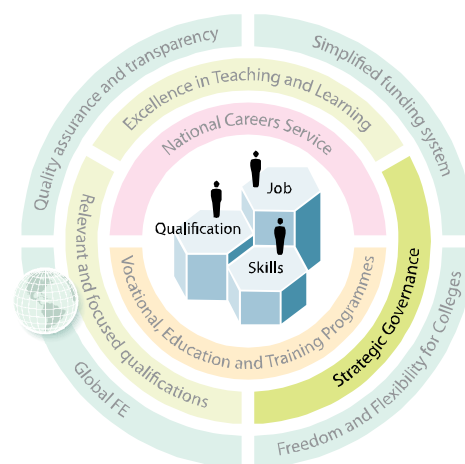 Quality assurance and transparency
Simplified funding system
Excellence in Teaching and Learning
National Careers Service
Job
Qualification
Skills
Relevant and focused qualifications
Vocational, Education and Training Programmes
Strategic Governance
Global FE
Freedom and Flexibility for Colleges